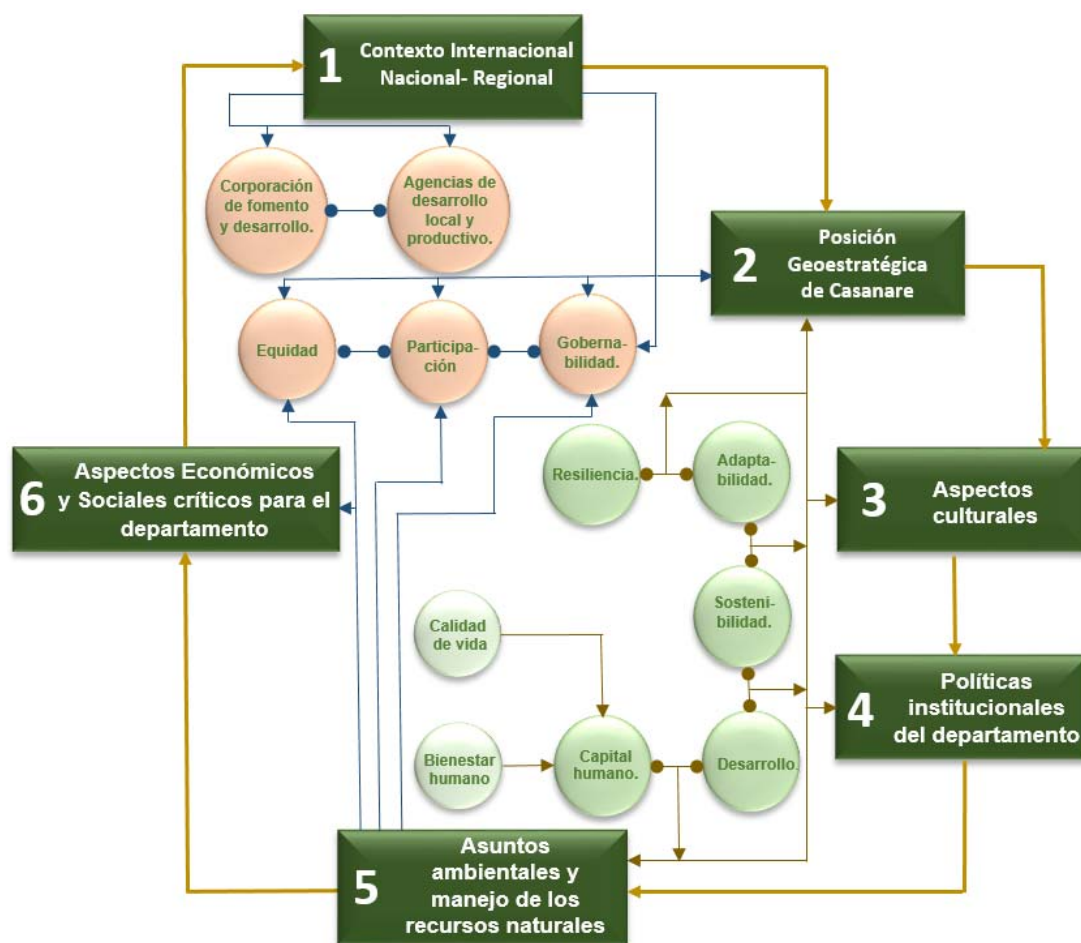 1
Contexto Internacional
Nacional- Regional
Corporación
de fomento
y desarrollo.
Agencias de
desarrollo
local y
productivo.
2
Posición
Geoestratégica
de Casanare
Equidad
Participa-
ción
Goberna-
bilidad.
Resiliencia.
Adapta-
bilidad.
6
Aspectos Económicos
y Sociales críticos para el
departamento
3
Aspectos
culturales
Sosteni-
bilidad.
Calidad
de vida
4
Políticas
institucionales
del departamento
Bienestar
humano
Capital
humano.
Desarrollo.
5
Asuntos
ambientales y
manejo de los
recursos naturales